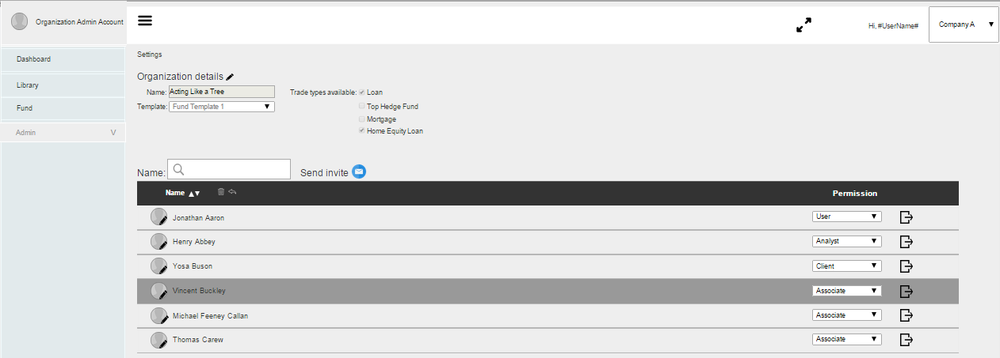 Organization Admin Account
Hi, #UserName#
Company A ▼
Dashboard
Library
Fund
Admin V
Settings
Organization details
Name: Acting Like a Tree
Template: Fund Template 1 ▼
Trade types available: Loan
Top Hedge Fund
Mortgage
Home Equity Loan
Name:
Send invite
Name ▲▼ Permission
Jonathan Aaron User ▼
Henry Abbey Analyst ▼
Yosa Buson Client ▼
Vincent Buckley Associate ▼
Michael Feeney Callan Associate ▼
Thomas Carew Associate ▼